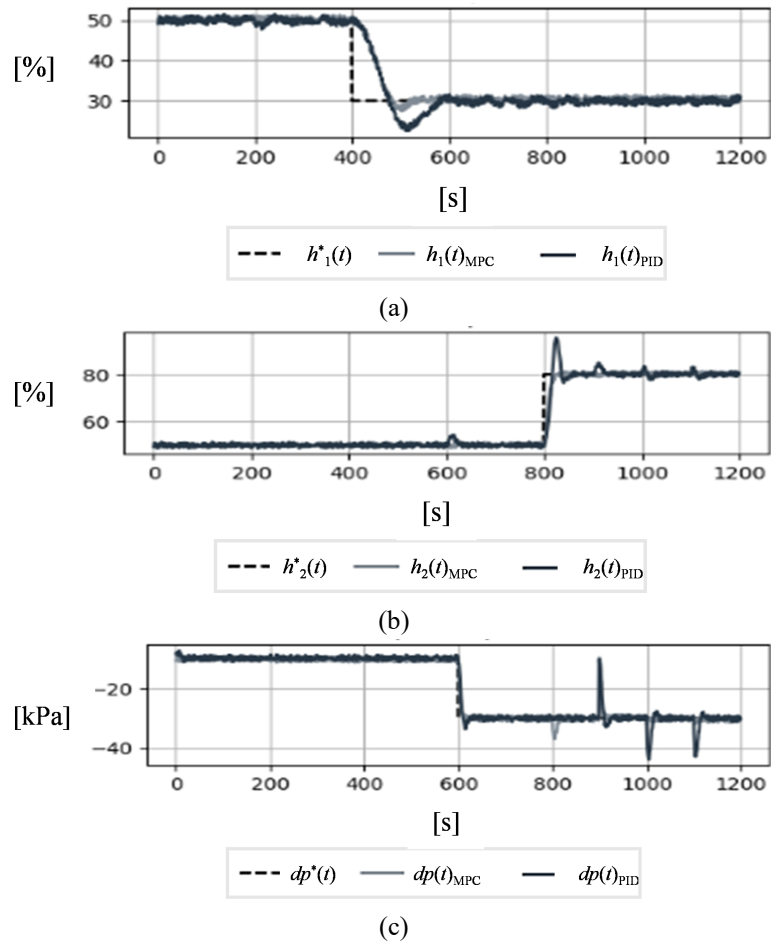 50
[%]
40
30
0 200 400 600 800 1000 1200
[s]
h*1(t) h1(t)MPC h1(t)PID
(a)
80
[%]
60
0 200 400 600 800 1000 1200
[s]
h*2(t) h2(t)MPC h2(t)PID
(b)
−20
[kPa]
−40
0 200 400 600 800 1000 1200
[s]
dp*(t) dp(t)MPC dp(t)PID
(c)